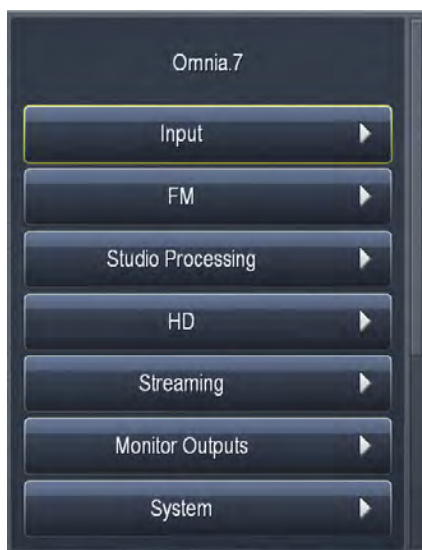 Omnia.7
Input
FM
Studio Processing
HD
Streaming
Monitor Outputs
System